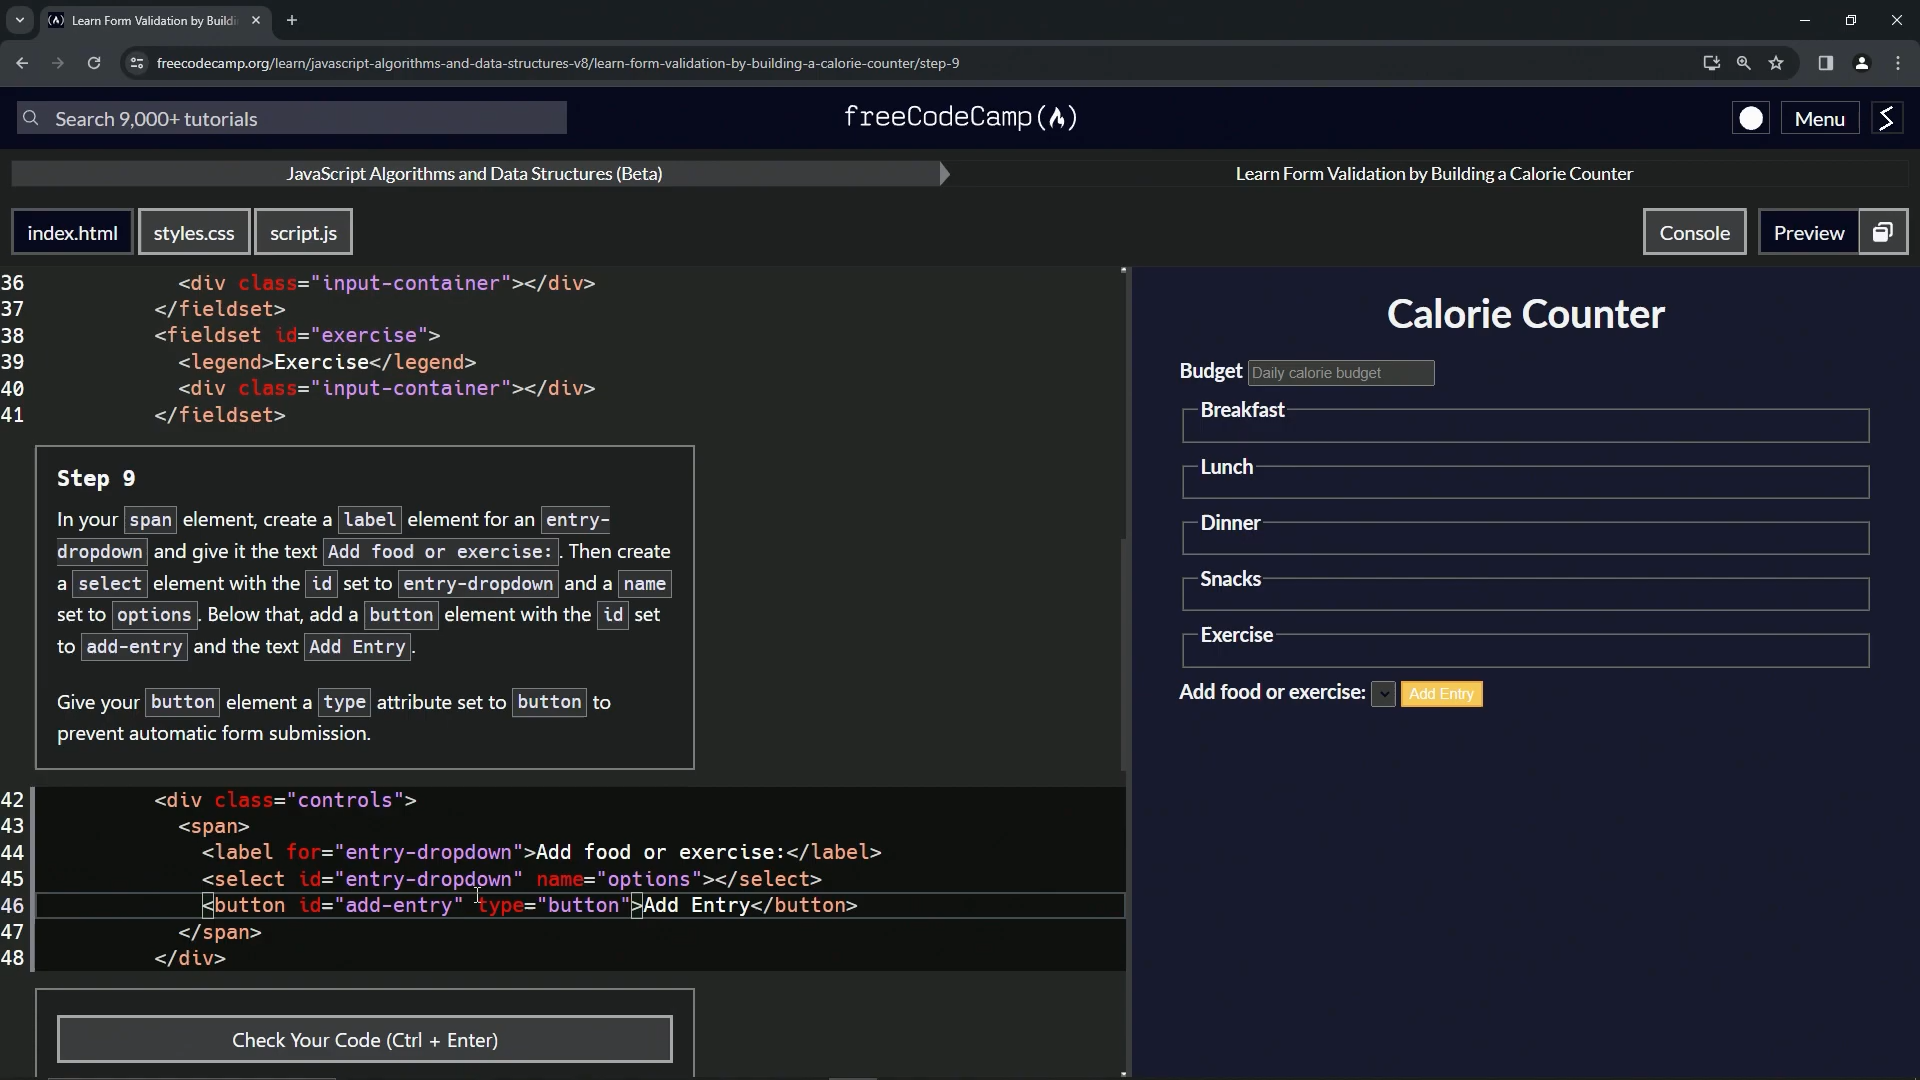 Learn Form Validation by Buildi
freecodecamp.org/learn/javascript-algorithms-and-data-structures-v8/learn-form-validation-by-building-a-calorie-counter/step-9
Search 9,000+ tutorials
freeCodeCamp(🔥)
Menu
JavaScript Algorithms and Data Structures (Beta)
Learn Form Validation by Building a Calorie Counter
index.html
styles.css
script.js
Console
Preview
36 <div class="input-container"></div>
37 </fieldset>
38 <fieldset id="exercise">
39 <legend>Exercise</legend>
40 <div class="input-container"></div>
41 </fieldset>
Step 9
In your span element, create a label element for an entry-
dropdown and give it the text Add food or exercise: . Then create
a select element with the id set to entry-dropdown and a name
set to options . Below that, add a button element with the id set
to add-entry and the text Add Entry .
Give your button element a type attribute set to button to
prevent automatic form submission.
42 <div class="controls">
43 <span>
44 <label for="entry-dropdown">Add food or exercise:</label>
45 <select id="entry-dropdown" name="options"></select>
46 <button id="add-entry" type="button">Add Entry</button>
47 </span>
48 </div>
Check Your Code (Ctrl + Enter)
Calorie Counter
Budget Daily calorie budget
Breakfast
Lunch
Dinner
Snacks
Exercise
Add food or exercise: Add Entry